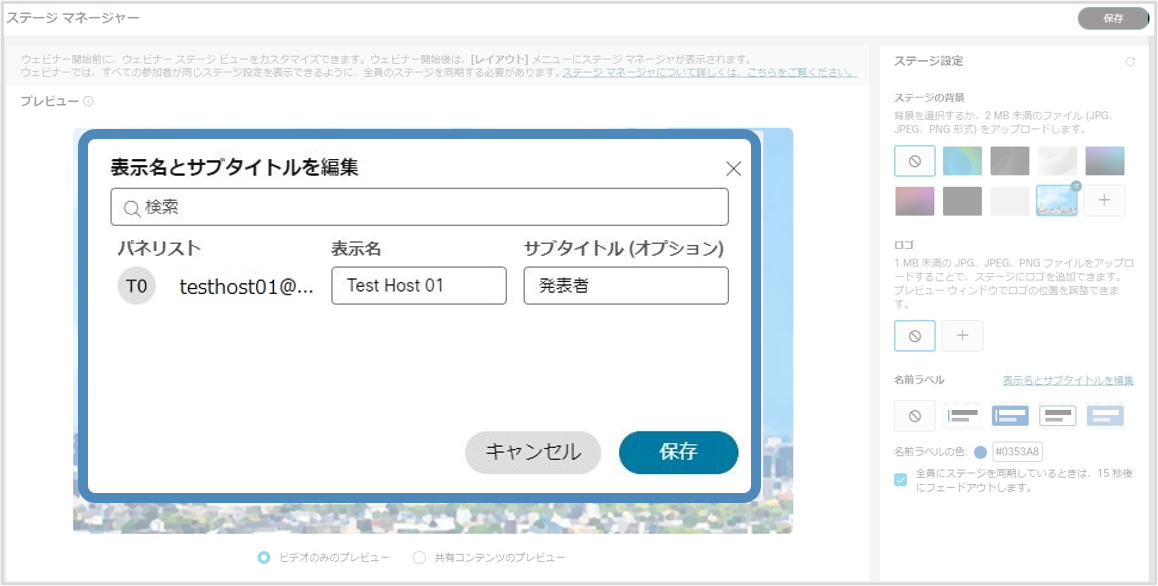 ステージ マネージャー
保存
ウェビナー開始前に、ウェビナー ステージ ビューをカスタマイズできます。ウェビナー開始後は、[レイアウト] メニューにステージ マネージャが表示されます。
ウェビナーでは、すべての参加者が同じステージ設定を表示できるように、全員のステージを同期する必要があります。ステージ マネージャについて詳しくは、こちらをご覧ください。
プレビュー
表示名とサブタイトルを編集
検索
パネリスト 表示名 サブタイトル (オプション)
T0 testhost01@... Test Host 01 発表者
キャンセル 保存
ビデオのみのプレビュー 共有コンテンツのプレビュー
ステージ設定
ステージの背景
背景を選択するか、2 MB 未満のファイル (JPG、
JPEG、PNG 形式) をアップロードします。
ロゴ
1 MB 未満の JPG、JPEG、PNG ファイルをアップロ
ードすることで、ステージにロゴを追加できます。
プレビュー ウィンドウでロゴの位置を調整できま
す。
名前ラベル 表示名とサブタイトルを編集
名前ラベルの色: #0353A8
全員にステージを同期しているときは、15 秒後
にフェードアウトします。